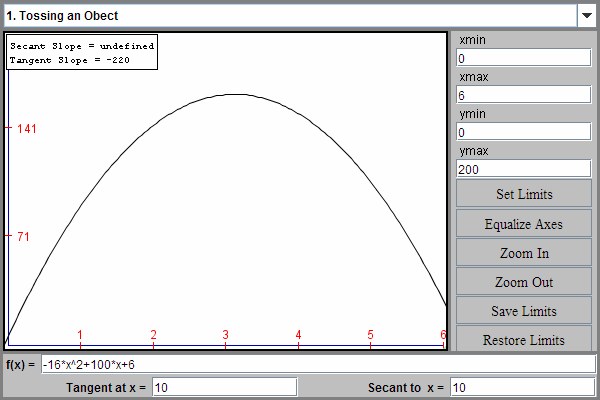 1. Tossing an Obect
Secant Slope = undefined
Tangent Slope = -220
141
71
1 2 3 4 5 6
xmin
0
xmax
6
ymin
0
ymax
200
Set Limits
Equalize Axes
Zoom In
Zoom Out
Save Limits
Restore Limits
f(x) = -16*x^2+100*x+6
Tangent at x = 10 Secant to x = 10